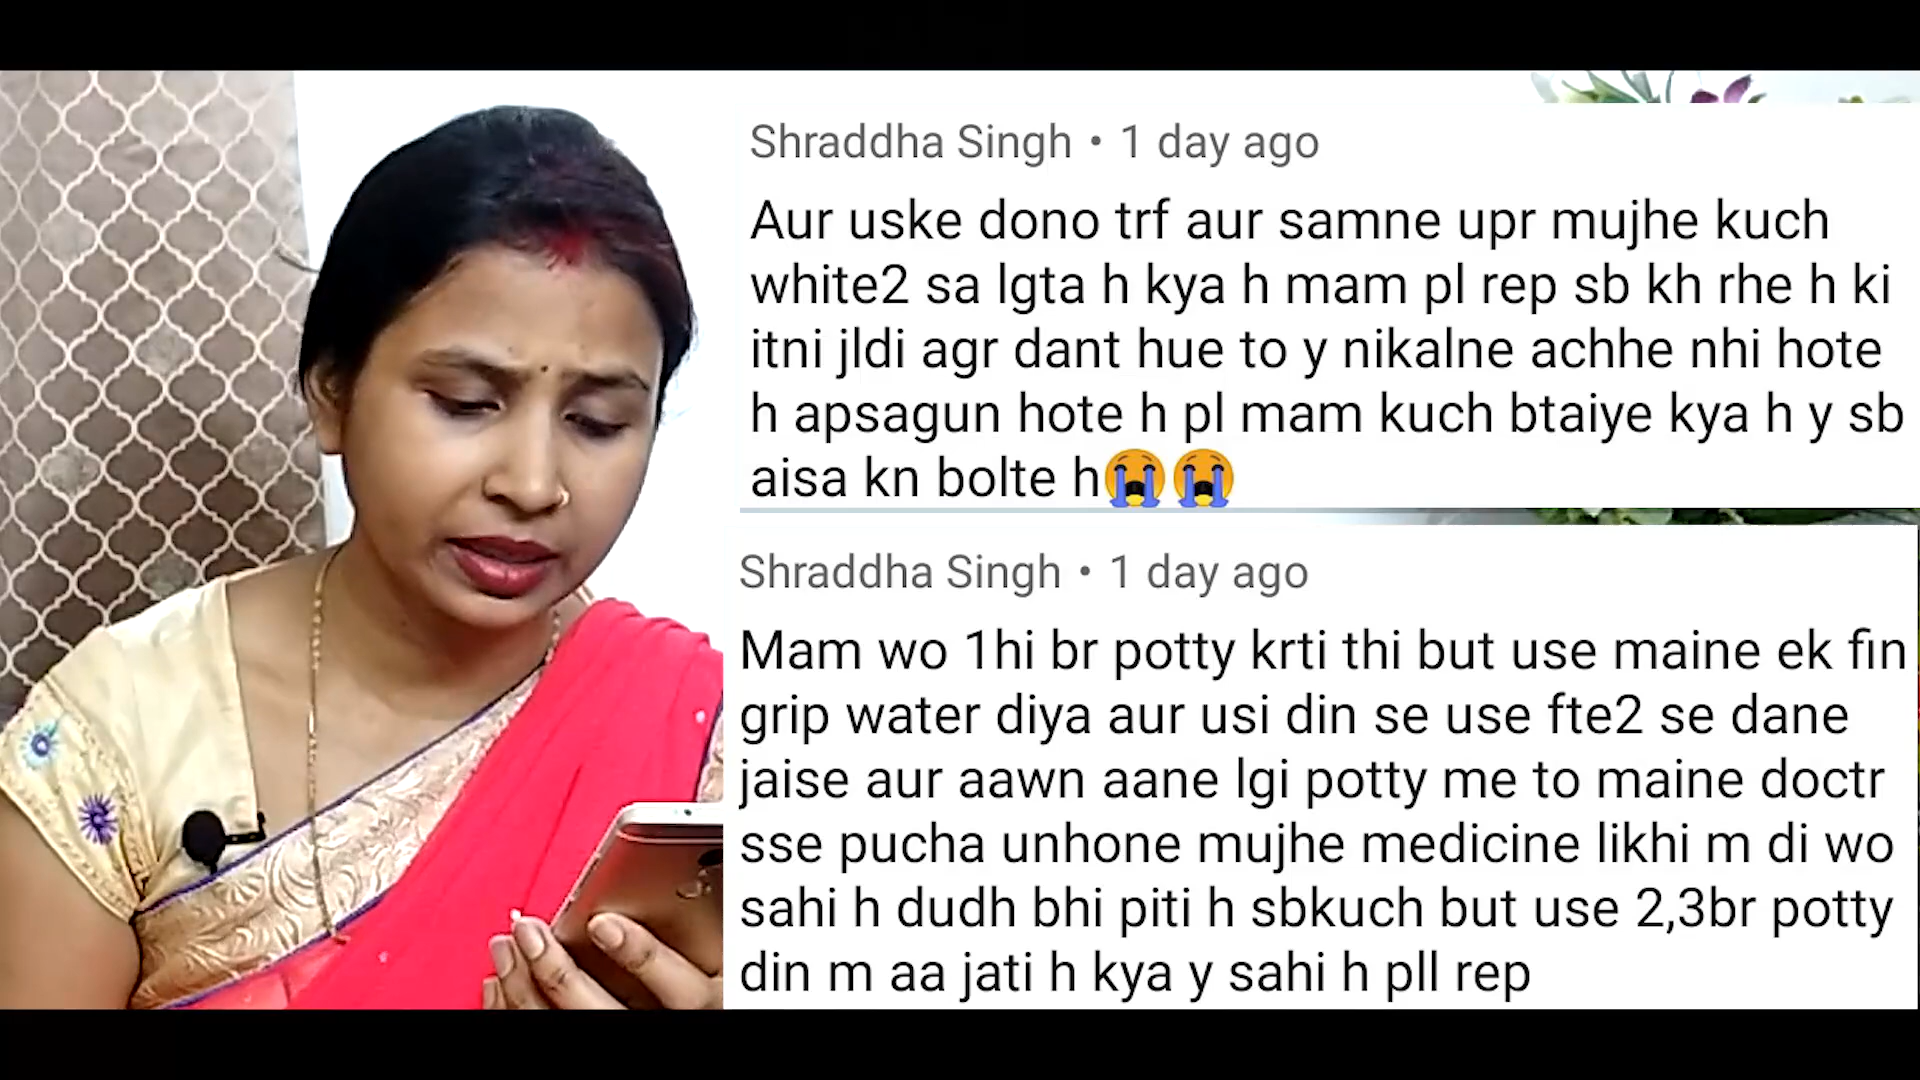 Shraddha Singh • 1 day ago
Aur uske dono trf aur samne upr mujhe kuch
white2 sa lgta h kya h mam pl rep sb kh rhe h ki
itni jldi agr dant hue to y nikalne achhe nhi hote
h apsagun hote h pl mam kuch btaiye kya h y sb
aisa kn bolte h😭😭
Shraddha Singh • 1 day ago
Mam wo 1hi br potty krti thi but use maine ek fin
grip water diya aur usi din se use fte2 se dane
jaise aur aawn aane lgi potty me to maine doctr
sse pucha unhone mujhe medicine likhi m di wo
sahi h dudh bhi piti h sbkuch but use 2,3br potty
din m aa jati h kya y sahi h pll rep